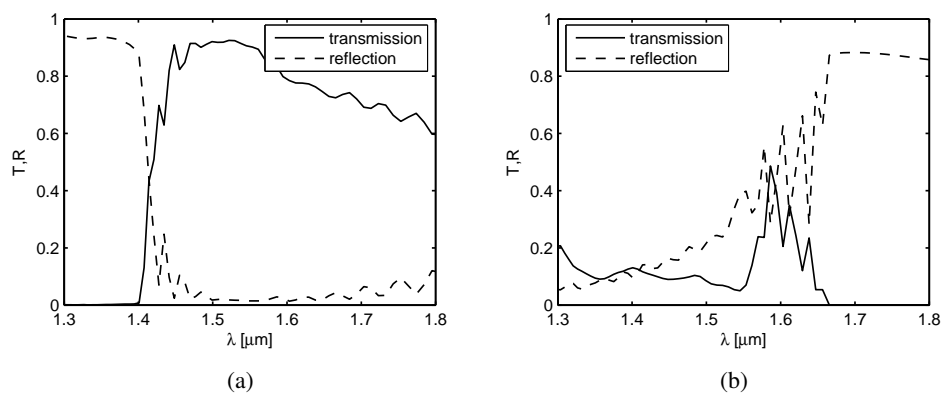 1
0.8
0.6
0.4
0.2
0
T,R
1.3 1.4 1.5 1.6 1.7 1.8
λ [μm]
transmission
reflection
(a)
1
0.8
0.6
0.4
0.2
0
T,R
1.3 1.4 1.5 1.6 1.7 1.8
λ [μm]
transmission
reflection
(b)